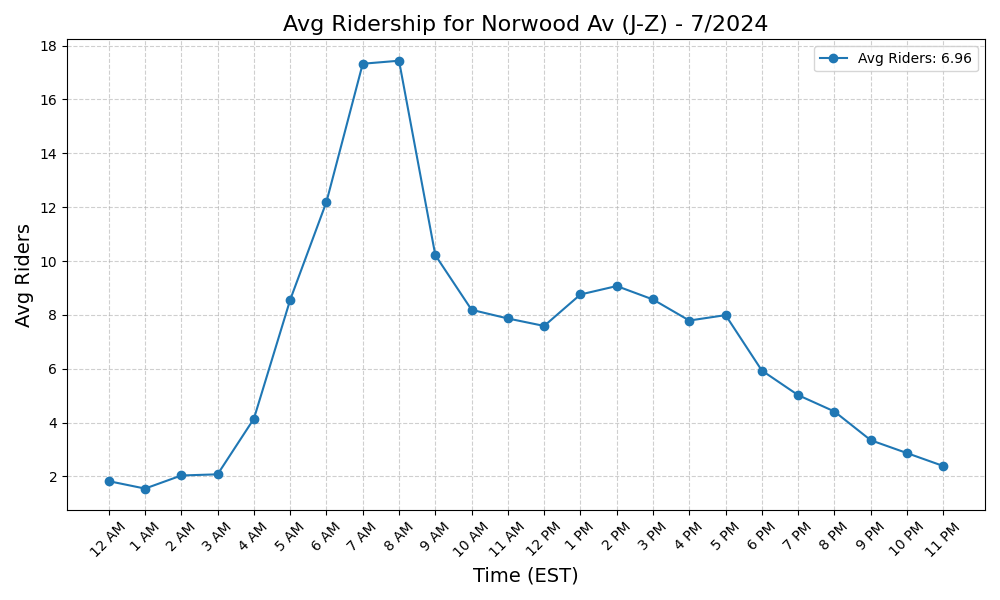 Avg Ridership for Norwood Av (J-Z) - 7/2024
Avg Riders: 6.96
Avg Riders
18
16
14
12
10
8
6
4
2
12 AM
1 AM
2 AM
3 AM
4 AM
5 AM
6 AM
7 AM
8 AM
9 AM
10 AM
11 AM
12 PM
1 PM
2 PM
3 PM
4 PM
5 PM
6 PM
7 PM
8 PM
9 PM
10 PM
11 PM
Time (EST)